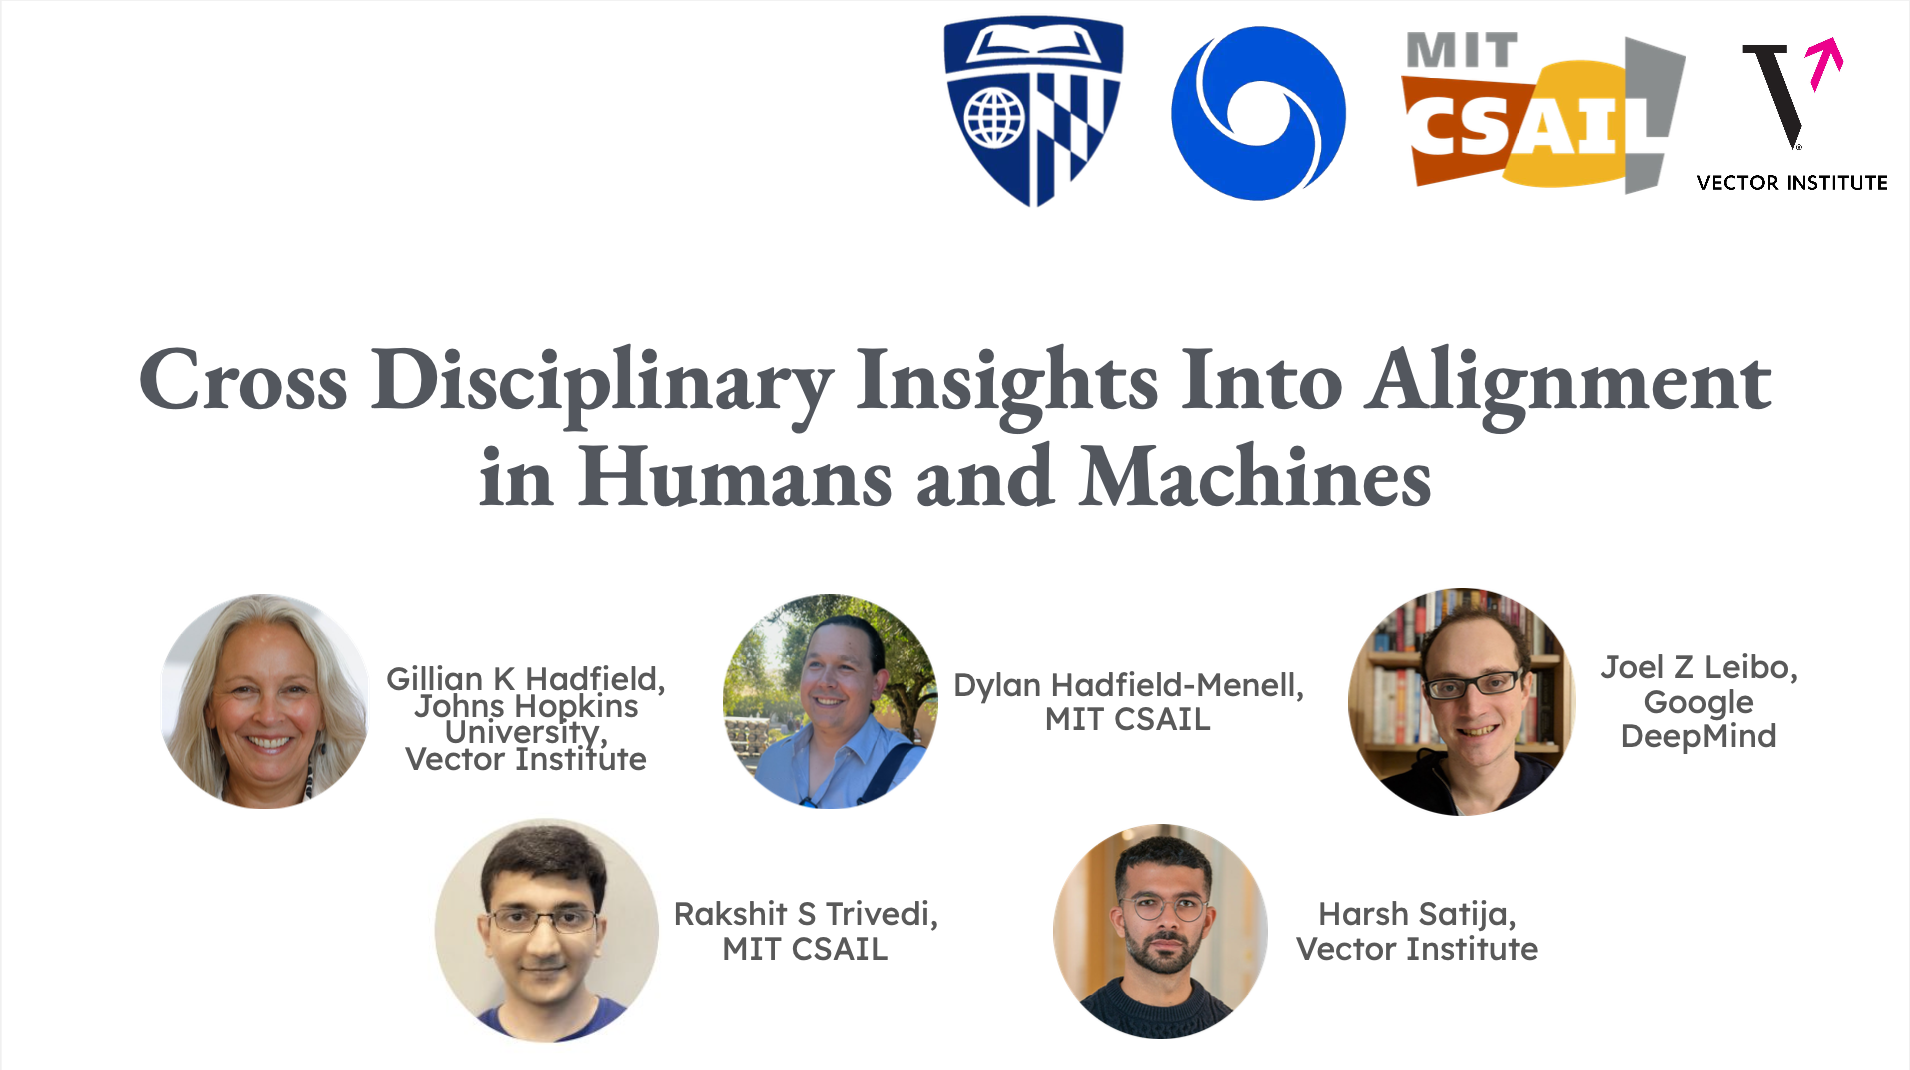 MIT
CSAIL
VECTOR INSTITUTE
Cross Disciplinary Insights Into Alignment
in Humans and Machines
Gillian K Hadfield,
Johns Hopkins
University,
Vector Institute
Dylan Hadfield-Menell,
MIT CSAIL
Joel Z Leibo,
Google
DeepMind
Rakshit S Trivedi,
MIT CSAIL
Harsh Satija,
Vector Institute